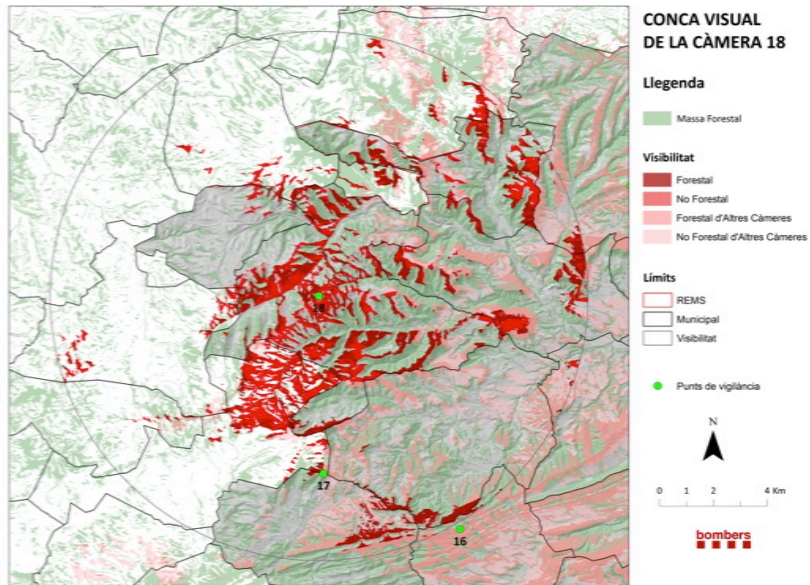 CONCA VISUAL
DE LA CÀMERA 18
Llegenda
Massa Forestal
Visibilitat
Forestal
No Forestal
Forestal d'Altres Càmeres
No Forestal d'Altres Càmeres
Límits
REMS
Municipal
Visibilitat
Punts de vigilància
N
0 1 2 4 Km
bombers
18
17
16